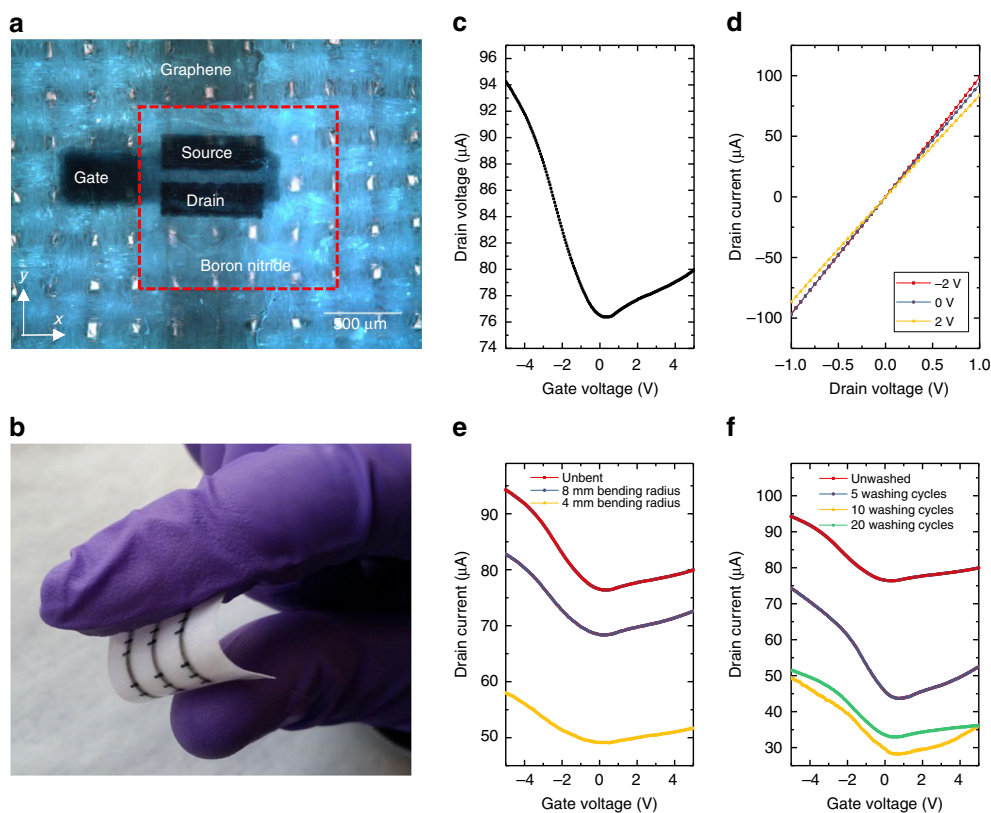 a
Graphene
Source
Gate
Drain
Boron nitride
y
x
500 μm
b
c
96
94
92
90
88
86
84
82
80
78
76
74
Drain voltage (μA)
−4 −2 0 2 4
Gate voltage (V)
d
100
50
0
−50
−100
Drain current (μA)
−2 V
0 V
2 V
−1.0 −0.5 0.0 0.5 1.0
Drain voltage (V)
e
Unbent
8 mm bending radius
4 mm bending radius
90
80
70
60
50
Drain current (μA)
−4 −2 0 2 4
Gate voltage (V)
f
Unwashed
5 washing cycles
10 washing cycles
20 washing cycles
100
90
80
70
60
50
40
30
Drain current (μA)
−4 −2 0 2 4
Gate voltage (V)